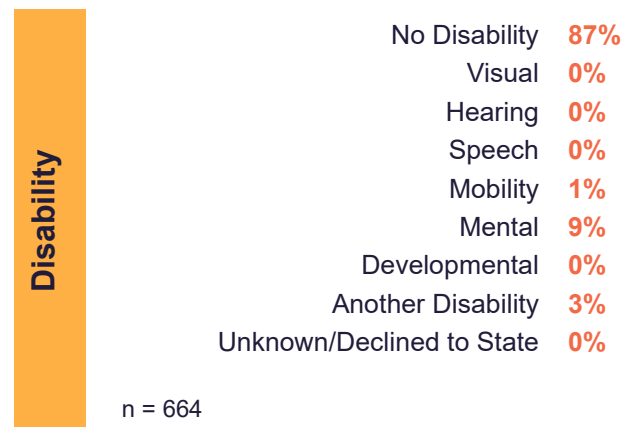 Disability
No Disability 87%
Visual 0%
Hearing 0%
Speech 0%
Mobility 1%
Mental 9%
Developmental 0%
Another Disability 3%
Unknown/Declined to State 0%
n = 664